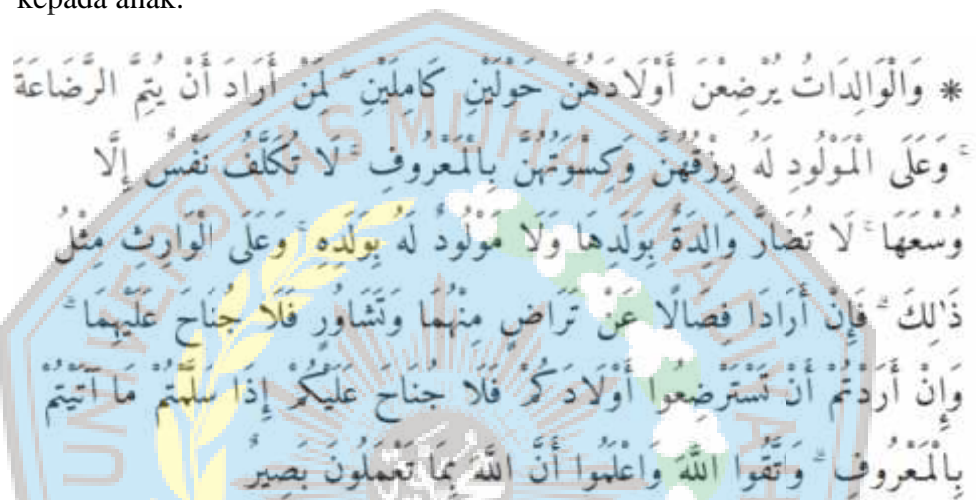 kepada anak.
* وَالْوَالِدَاتُ يُرْضِعْنَ أَوْلَادَهُنَّ حَوْلَيْنِ كَامِلَيْنِ ۖ لِمَنْ أَرَادَ أَنْ يُتِمَّ الرَّضَاعَةَ
ۚ وَعَلَى الْمَوْلُودِ لَهُ رِزْقُهُنَّ وَكِسْوَتُهُنَّ بِالْمَعْرُوفِ ۚ لَا تُكَلَّفُ نَفْسٌ إِلَّا
وُسْعَهَا ۚ لَا تُضَارَّ وَالِدَةٌ بِوَلَدِهَا وَلَا مَوْلُودٌ لَهُ بِوَلَدِهِ ۚ وَعَلَى الْوَارِثِ مِثْلُ
ذَٰلِكَ ۗ فَإِنْ أَرَادَا فِصَالًا عَنْ تَرَاضٍ مِنْهُمَا وَتَشَاوُرٍ فَلَا جُنَاحَ عَلَيْهِمَا ۗ
وَإِنْ أَرَدْتُمْ أَنْ تَسْتَرْضِعُوا أَوْلَادَكُمْ فَلَا جُنَاحَ عَلَيْكُمْ إِذَا سَلَّمْتُمْ مَا آتَيْتُمْ
بِالْمَعْرُوفِ ۗ وَاتَّقُوا اللَّهَ وَاعْلَمُوا أَنَّ اللَّهَ بِمَا تَعْمَلُونَ بَصِيرٌ
UNIVERSITAS MUHAMMADIYAH